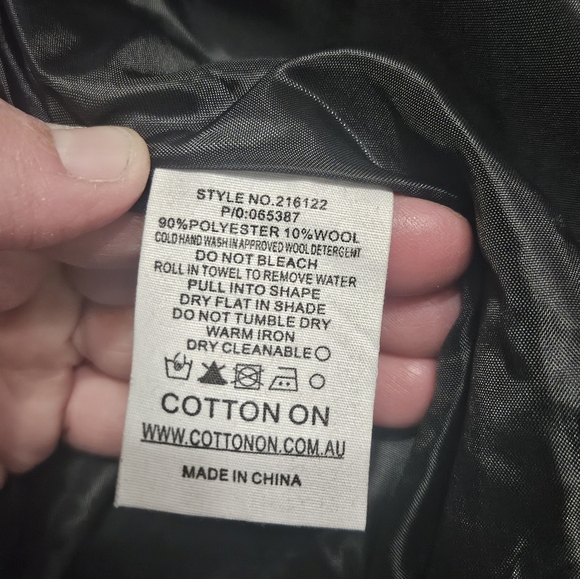 STYLE NO.216122
P/0:065387
90%POLYESTER 10%WOOL
COLD HAND WASH IN APPROVED WOOL DETERGENT
DO NOT BLEACH
ROLL IN TOWEL TO REMOVE WATER
PULL INTO SHAPE
DRY FLAT IN SHADE
DO NOT TUMBLE DRY
WARM IRON
DRY CLEANABLE
COTTON ON
WWW.COTTONON.COM.AU
MADE IN CHINA